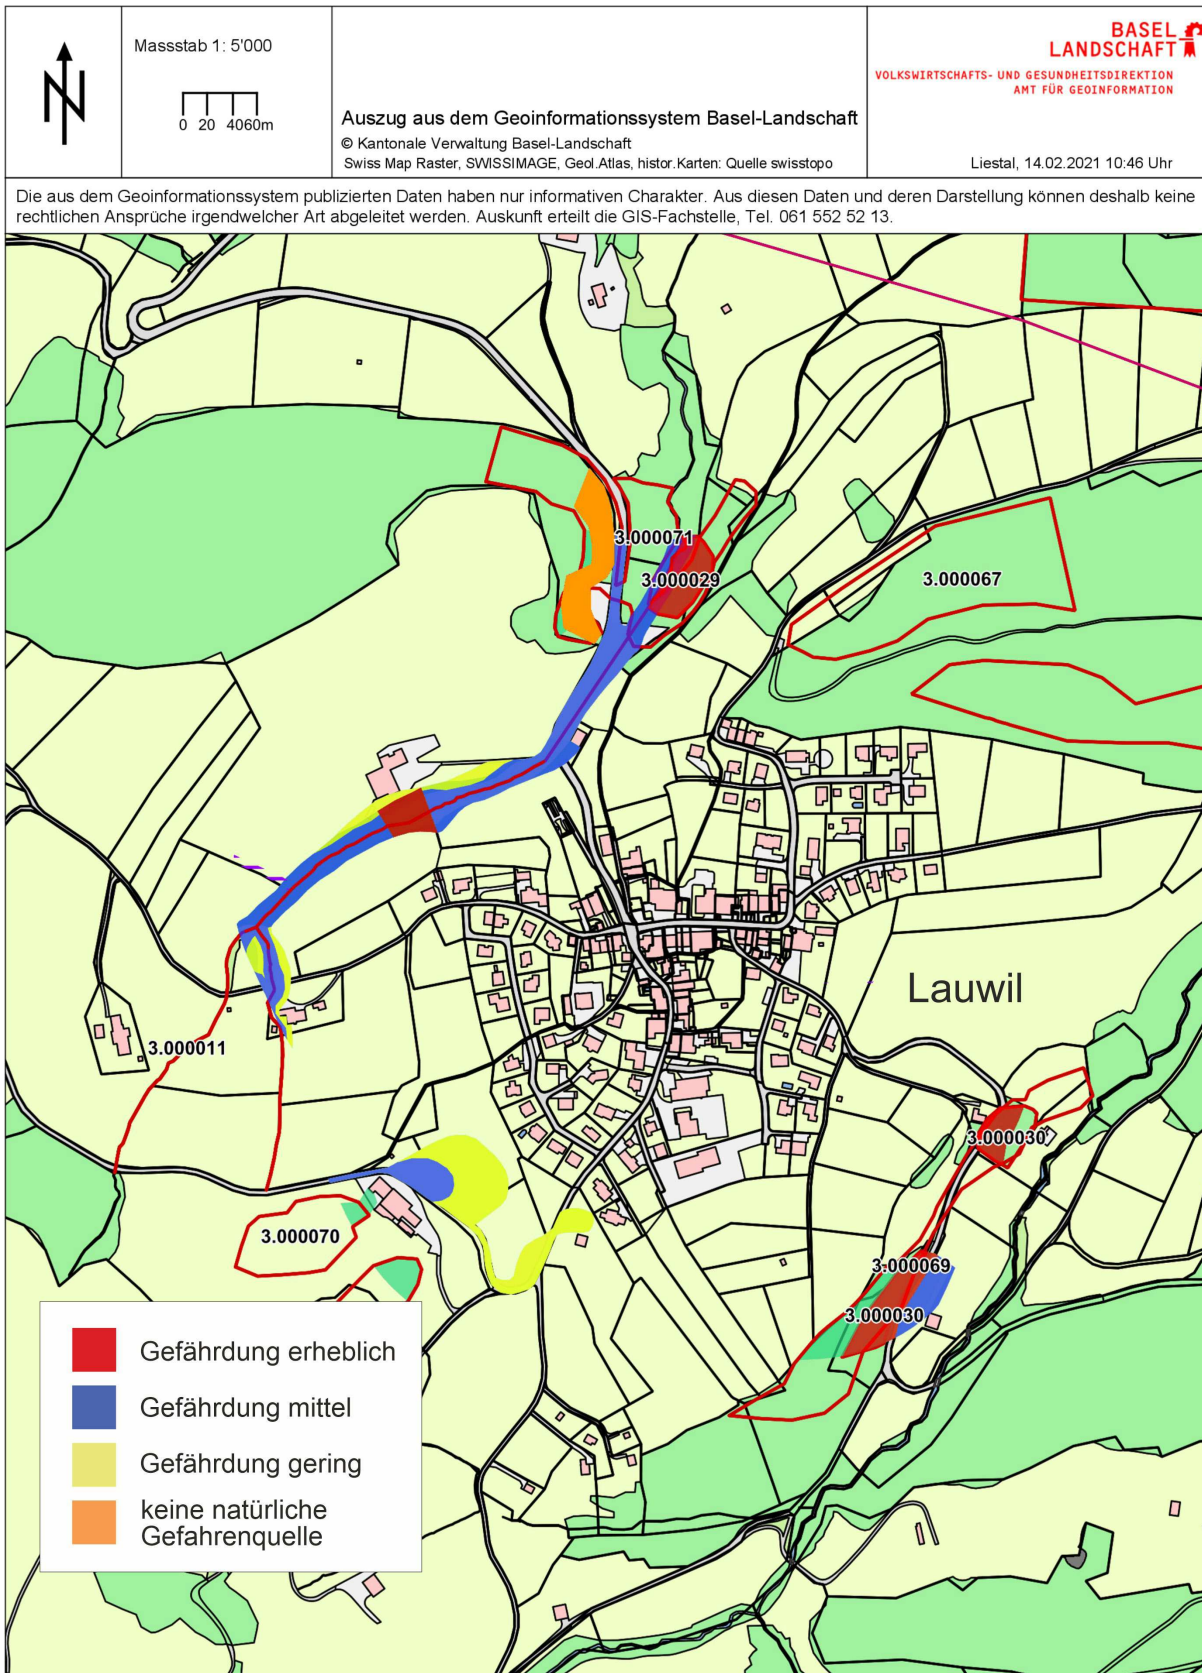 N
Massstab 1: 5'000
0 20 4060m
Auszug aus dem Geoinformationssystem Basel-Landschaft
© Kantonale Verwaltung Basel-Landschaft
Swiss Map Raster, SWISSIMAGE, Geol.Atlas, histor.Karten: Quelle swisstopo
BASEL
LANDSCHAFT
VOLKSWIRTSCHAFTS- UND GESUNDHEITSDIREKTION
AMT FÜR GEOINFORMATION
Liestal, 14.02.2021 10:46 Uhr
Die aus dem Geoinformationssystem publizierten Daten haben nur informativen Charakter. Aus diesen Daten und deren Darstellung können deshalb keine
rechtlichen Ansprüche irgendwelcher Art abgeleitet werden. Auskunft erteilt die GIS-Fachstelle, Tel. 061 552 52 13.
3.000071
3.000029
3.000067
Lauwil
3.000011
3.000030
3.000070
3.000069
3.000030
Gefährdung erheblich
Gefährdung mittel
Gefährdung gering
keine natürliche
Gefahrenquelle